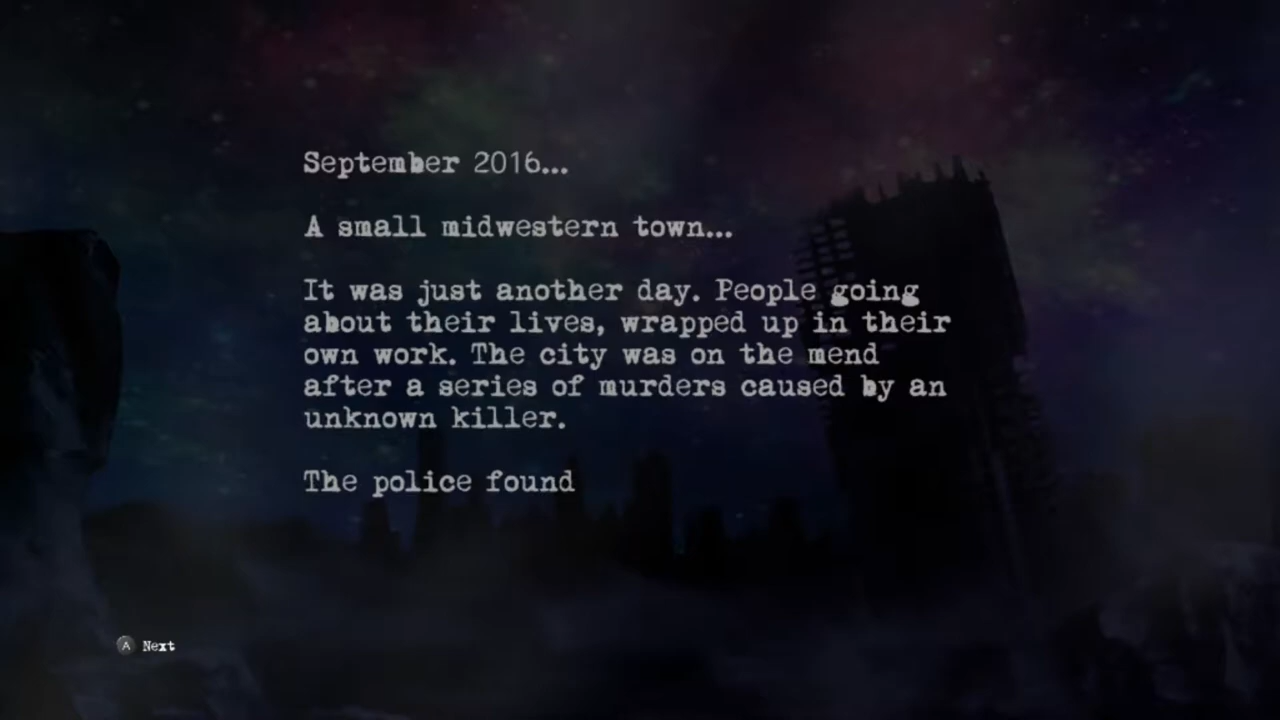 September 2016...
A small midwestern town...
It was just another day. People going
about their lives, wrapped up in their
own work. The city was on the mend
after a series of murders caused by an
unknown killer.
The police found
A Next